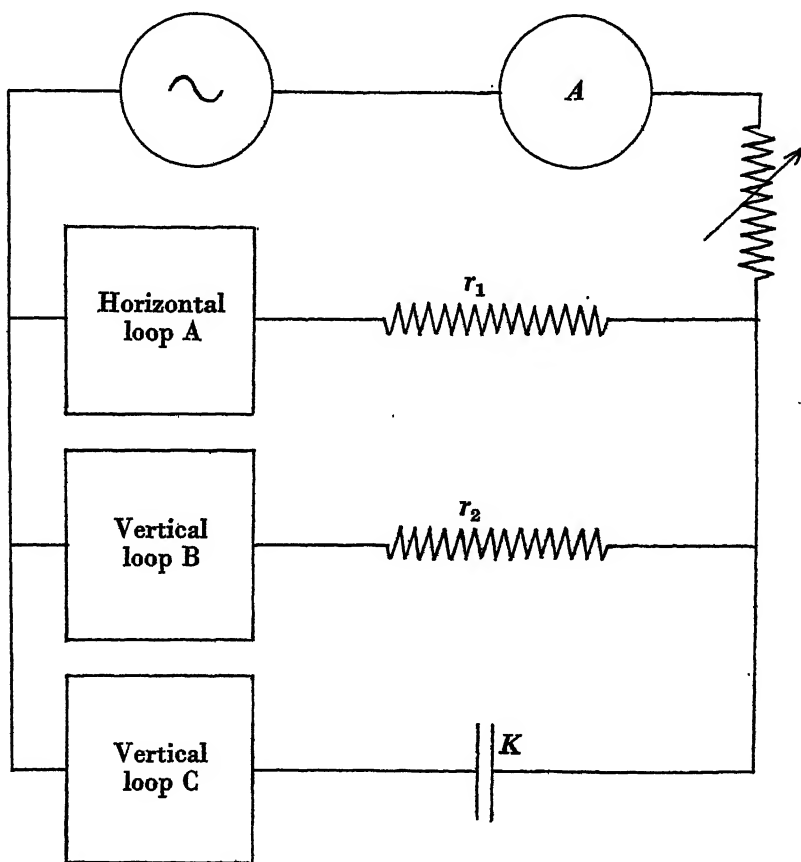 A
r₁
Horizontal
loop A
r₂
Vertical
loop B
K
Vertical
loop C